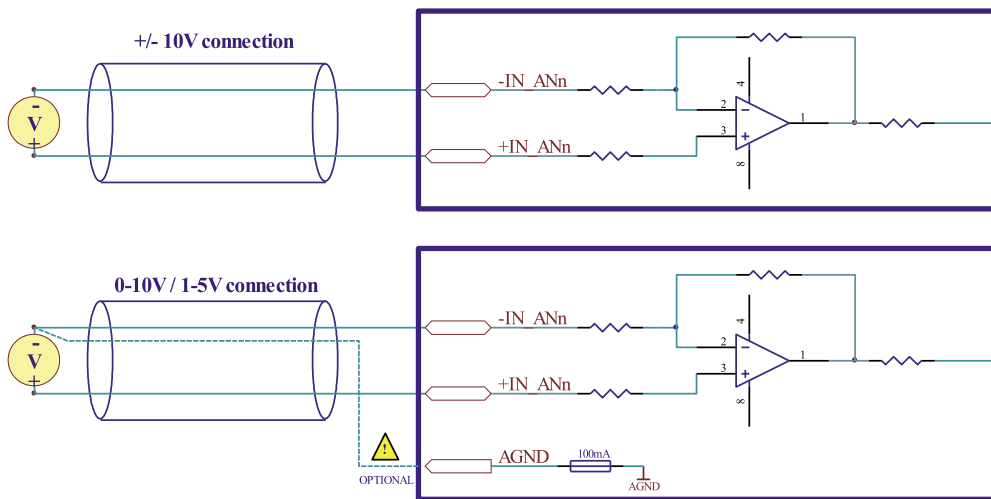 +/- 10V connection
-
V
+
-IN_ANn
+IN_ANn
4
2
-
3
+
1
8
0-10V / 1-5V connection
-
V
+
-IN_ANn
+IN_ANn
4
2
-
3
+
1
8
!
OPTIONAL
AGND
100mA
AGND